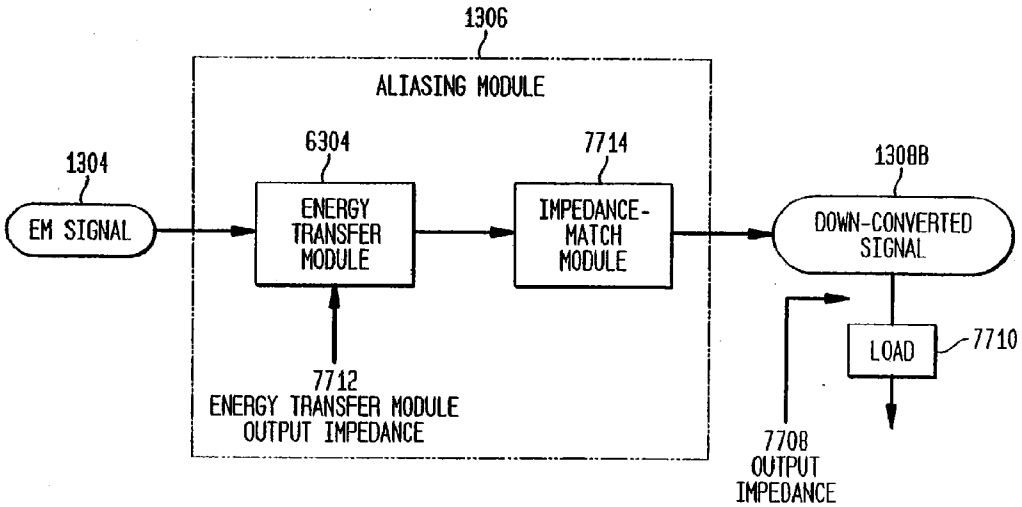 1306
ALIASING MODULE
1304
EM SIGNAL
6304
ENERGY
TRANSFER
MODULE
7714
IMPEDANCE-
MATCH
MODULE
1308B
DOWN-CONVERTED
SIGNAL
7712
ENERGY TRANSFER MODULE
OUTPUT IMPEDANCE
LOAD
7710
7708
OUTPUT
IMPEDANCE